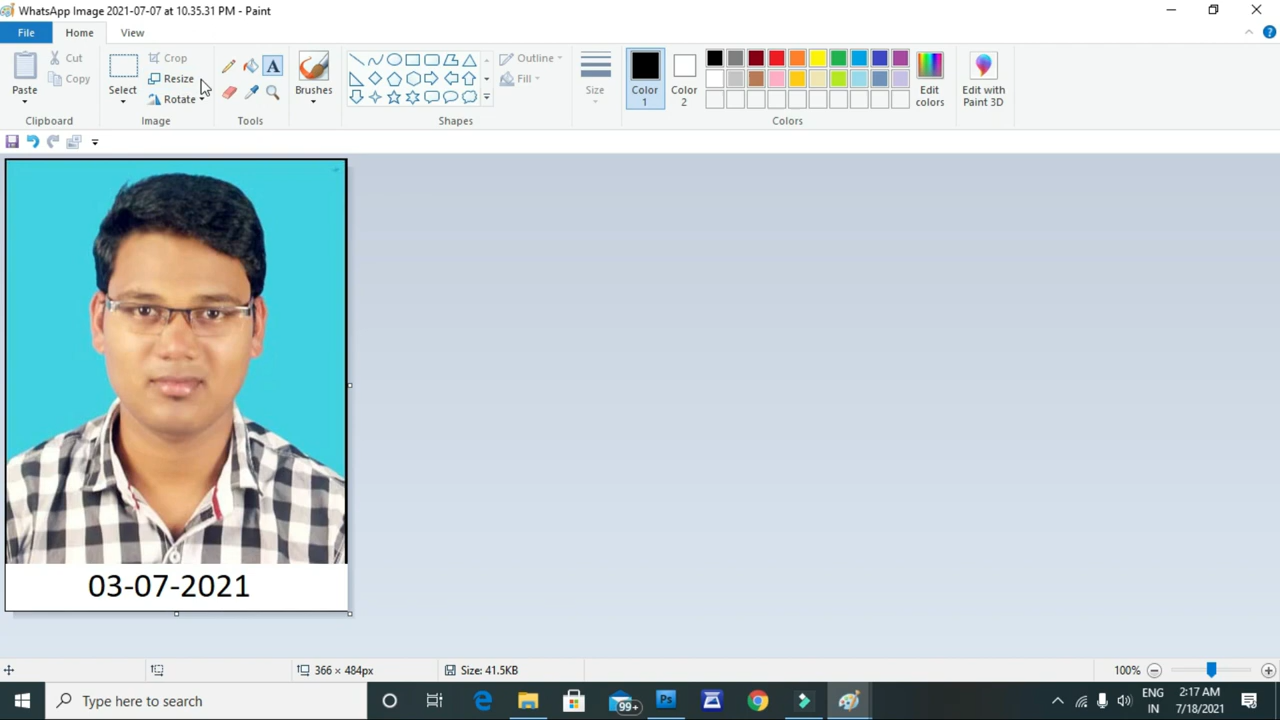 WhatsApp Image 2021-07-07 at 10.35.31 PM - Paint
File Home View
Paste
Cut
Copy
Clipboard
Select
Crop
Resize
Rotate
Image
A
Tools
Brushes
Outline
Fill
Shapes
Size
Color 1
Color 2
Edit colors
Colors
Edit with Paint 3D
03-07-2021
366 × 484px
Size: 41.5KB
100%
Type here to search
Ps
99+
ENG
IN
2:17 AM
7/18/2021